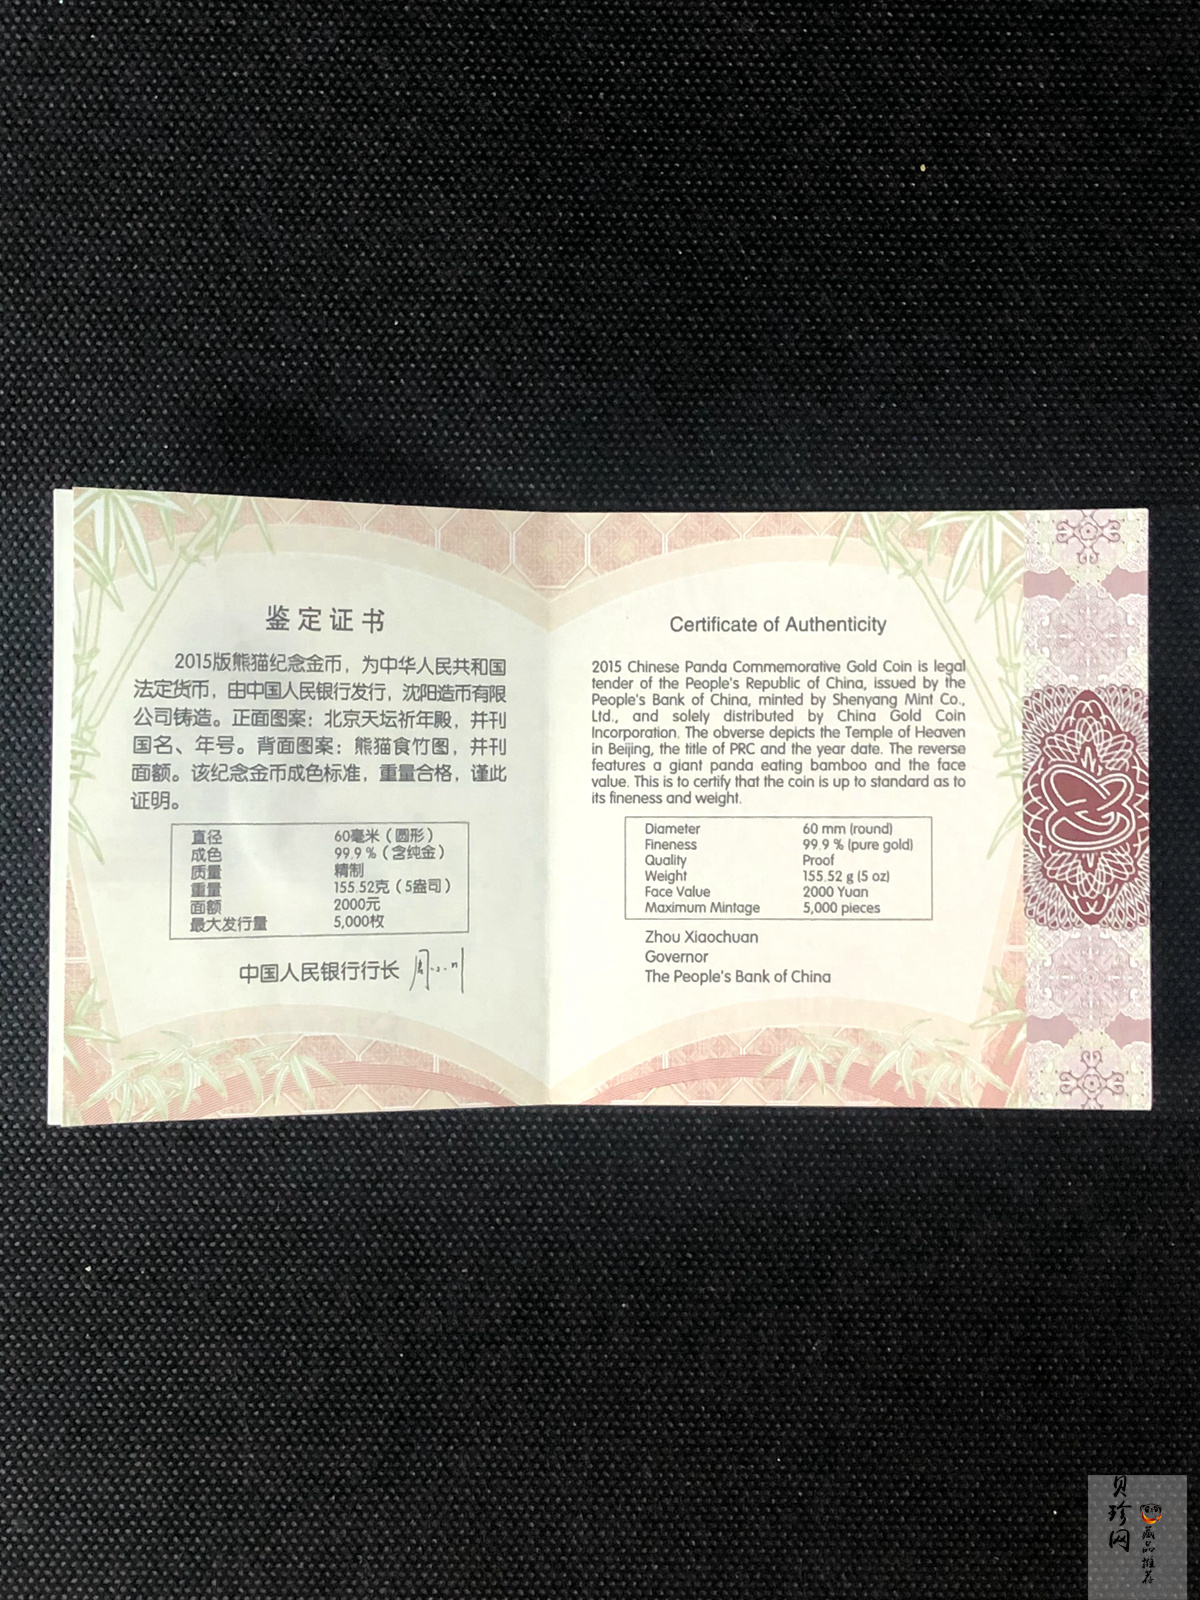 鉴定证书
2015版熊猫纪念金币，为中华人民共和国
法定货币，由中国人民银行发行，沈阳造币有限
公司铸造。正面图案：北京天坛祈年殿，并刊
国名、年号。背面图案：熊猫食竹图，并刊
面额。该纪念金币成色标准，重量合格，谨此
证明。
直径 60毫米（圆形）
成色 99.9％（含纯金）
质量 精制
重量 155.52克（5盎司）
面额 2000元
最大发行量 5,000枚
中国人民银行行长 周小川
Certificate of Authenticity
2015 Chinese Panda Commemorative Gold Coin is legal
tender of the People's Republic of China, issued by the
People's Bank of China, minted by Shenyang Mint Co.,
Ltd., and solely distributed by China Gold Coin
Incorporation. The obverse depicts the Temple of Heaven
in Beijing, the title of PRC and the year date. The reverse
features a giant panda eating bamboo and the face
value. This is to certify that the coin is up to standard as to
its fineness and weight.
Diameter 60 mm (round)
Fineness 99.9 % (pure gold)
Quality Proof
Weight 155.52 g (5 oz)
Face Value 2000 Yuan
Maximum Mintage 5,000 pieces
Zhou Xiaochuan
Governor
The People's Bank of China
贝珍网
藏品推荐